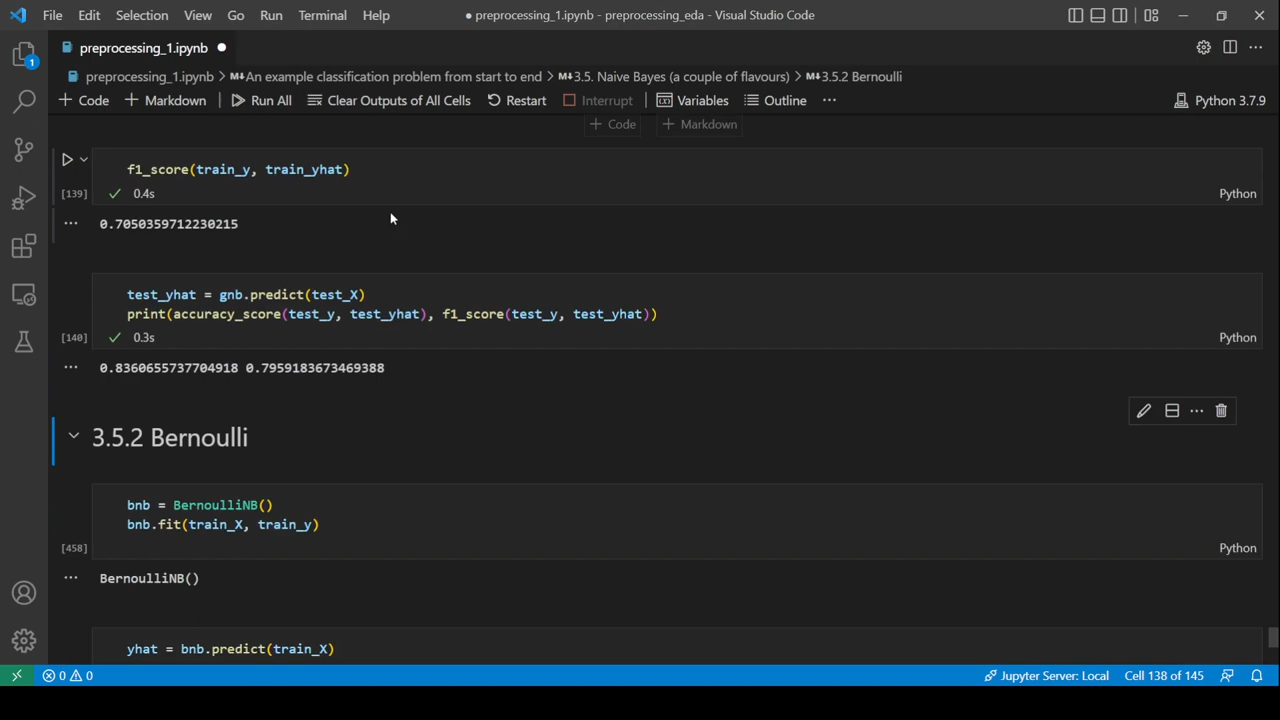 File Edit Selection View Go Run Terminal Help ● preprocessing_1.ipynb - preprocessing_eda - Visual Studio Code
preprocessing_1.ipynb ●
preprocessing_1.ipynb > M↓An example classification problem from start to end > M↓3.5. Naive Bayes (a couple of flavours) > M↓3.5.2 Bernoulli
+ Code + Markdown Run All Clear Outputs of All Cells Restart Interrupt Variables Outline ... Python 3.7.9
+ Code + Markdown
f1_score(train_y, train_yhat)
[139] ✓ 0.4s Python
... 0.7050359712230215
test_yhat = gnb.predict(test_X)
print(accuracy_score(test_y, test_yhat), f1_score(test_y, test_yhat))
[140] ✓ 0.3s Python
... 0.8360655737704918 0.7959183673469388
3.5.2 Bernoulli
bnb = BernoulliNB()
bnb.fit(train_X, train_y)
[458] Python
... BernoulliNB()
yhat = bnb.predict(train_X)
1
0 0 Jupyter Server: Local Cell 138 of 145